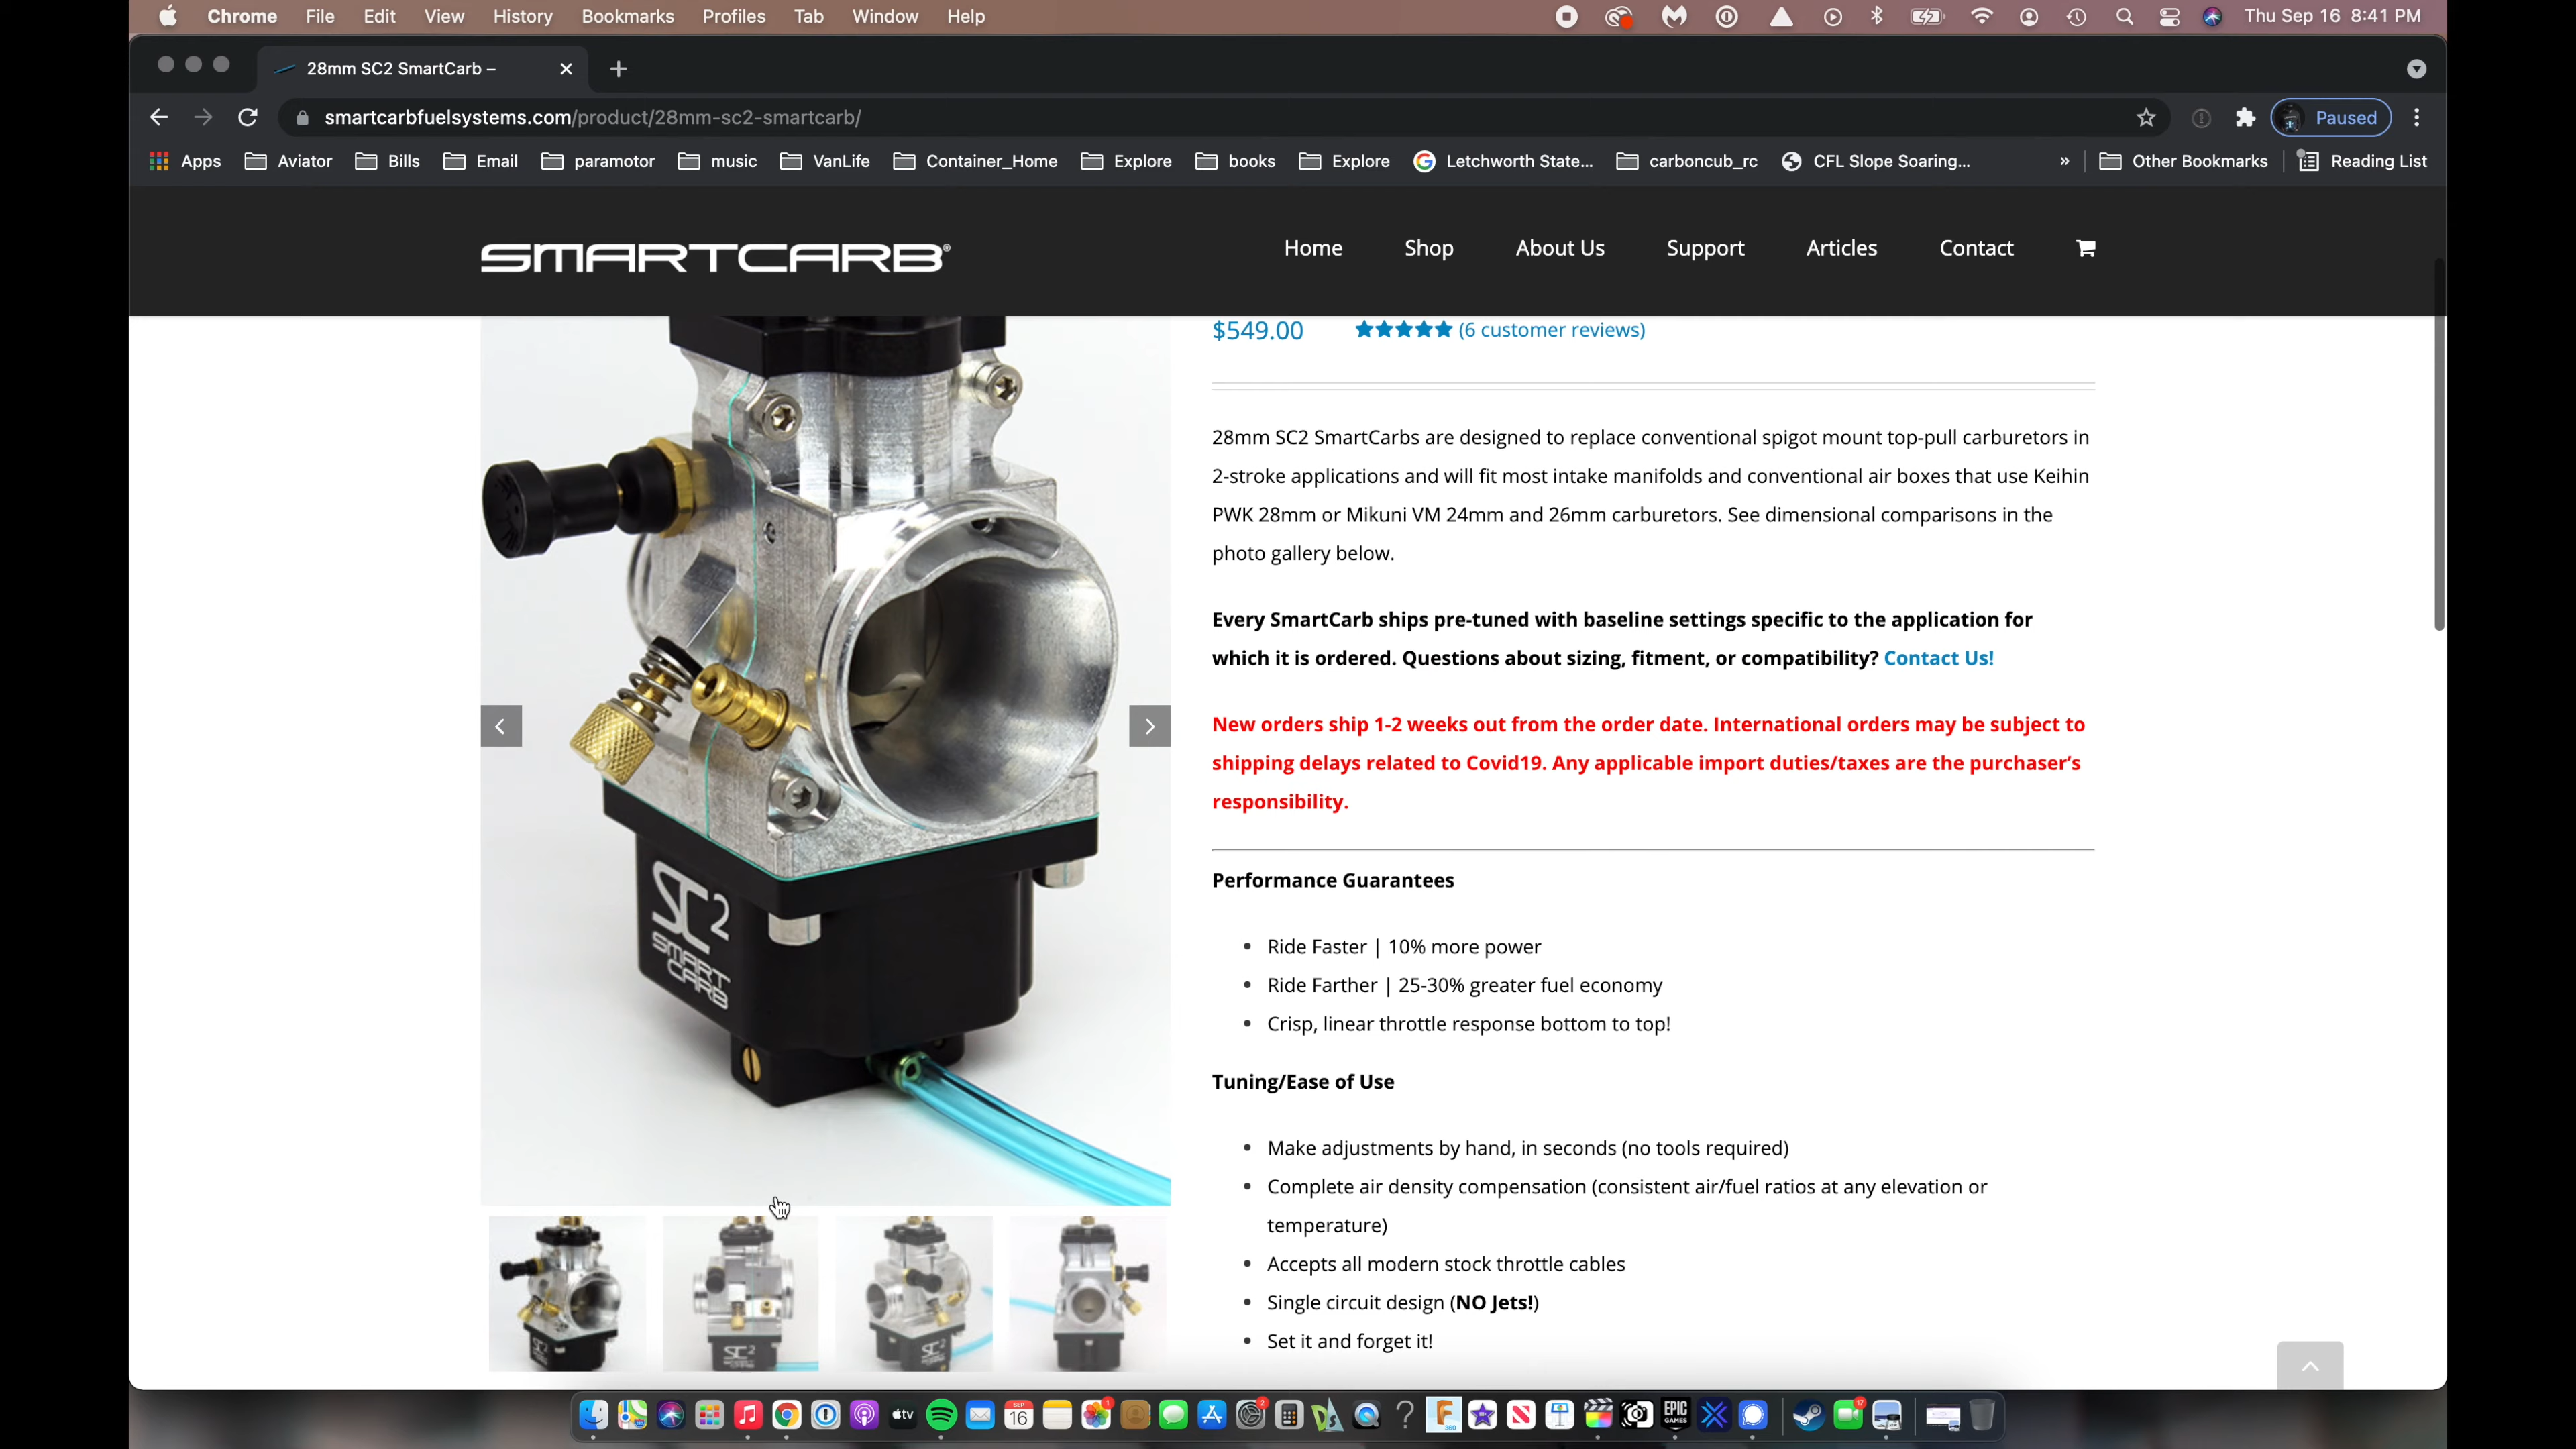 Chrome File Edit View History Bookmarks Profiles Tab Window Help Thu Sep 16 8:41 PM
28mm SC2 SmartCarb –
smartcarbfuelsystems.com/product/28mm-sc2-smartcarb/ Paused
Apps Aviator Bills Email paramotor music VanLife Container_Home Explore books Explore Letchworth State... carboncub_rc CFL Slope Soaring... » Other Bookmarks Reading List
SMARTCARB® Home Shop About Us Support Articles Contact
$549.00 (6 customer reviews)
28mm SC2 SmartCarbs are designed to replace conventional spigot mount top-pull carburetors in
2-stroke applications and will fit most intake manifolds and conventional air boxes that use Keihin
PWK 28mm or Mikuni VM 24mm and 26mm carburetors. See dimensional comparisons in the
photo gallery below.
Every SmartCarb ships pre-tuned with baseline settings specific to the application for
which it is ordered. Questions about sizing, fitment, or compatibility? Contact Us!
New orders ship 1-2 weeks out from the order date. International orders may be subject to
shipping delays related to Covid19. Any applicable import duties/taxes are the purchaser's
responsibility.
Performance Guarantees
• Ride Faster | 10% more power
• Ride Farther | 25-30% greater fuel economy
• Crisp, linear throttle response bottom to top!
Tuning/Ease of Use
• Make adjustments by hand, in seconds (no tools required)
• Complete air density compensation (consistent air/fuel ratios at any elevation or
temperature)
• Accepts all modern stock throttle cables
• Single circuit design (NO Jets!)
• Set it and forget it!
SC2
SMART
CARB
SC2
SC2
SC2
tv
SEP
16
1
2
?
360
EPIC
GAMES
17